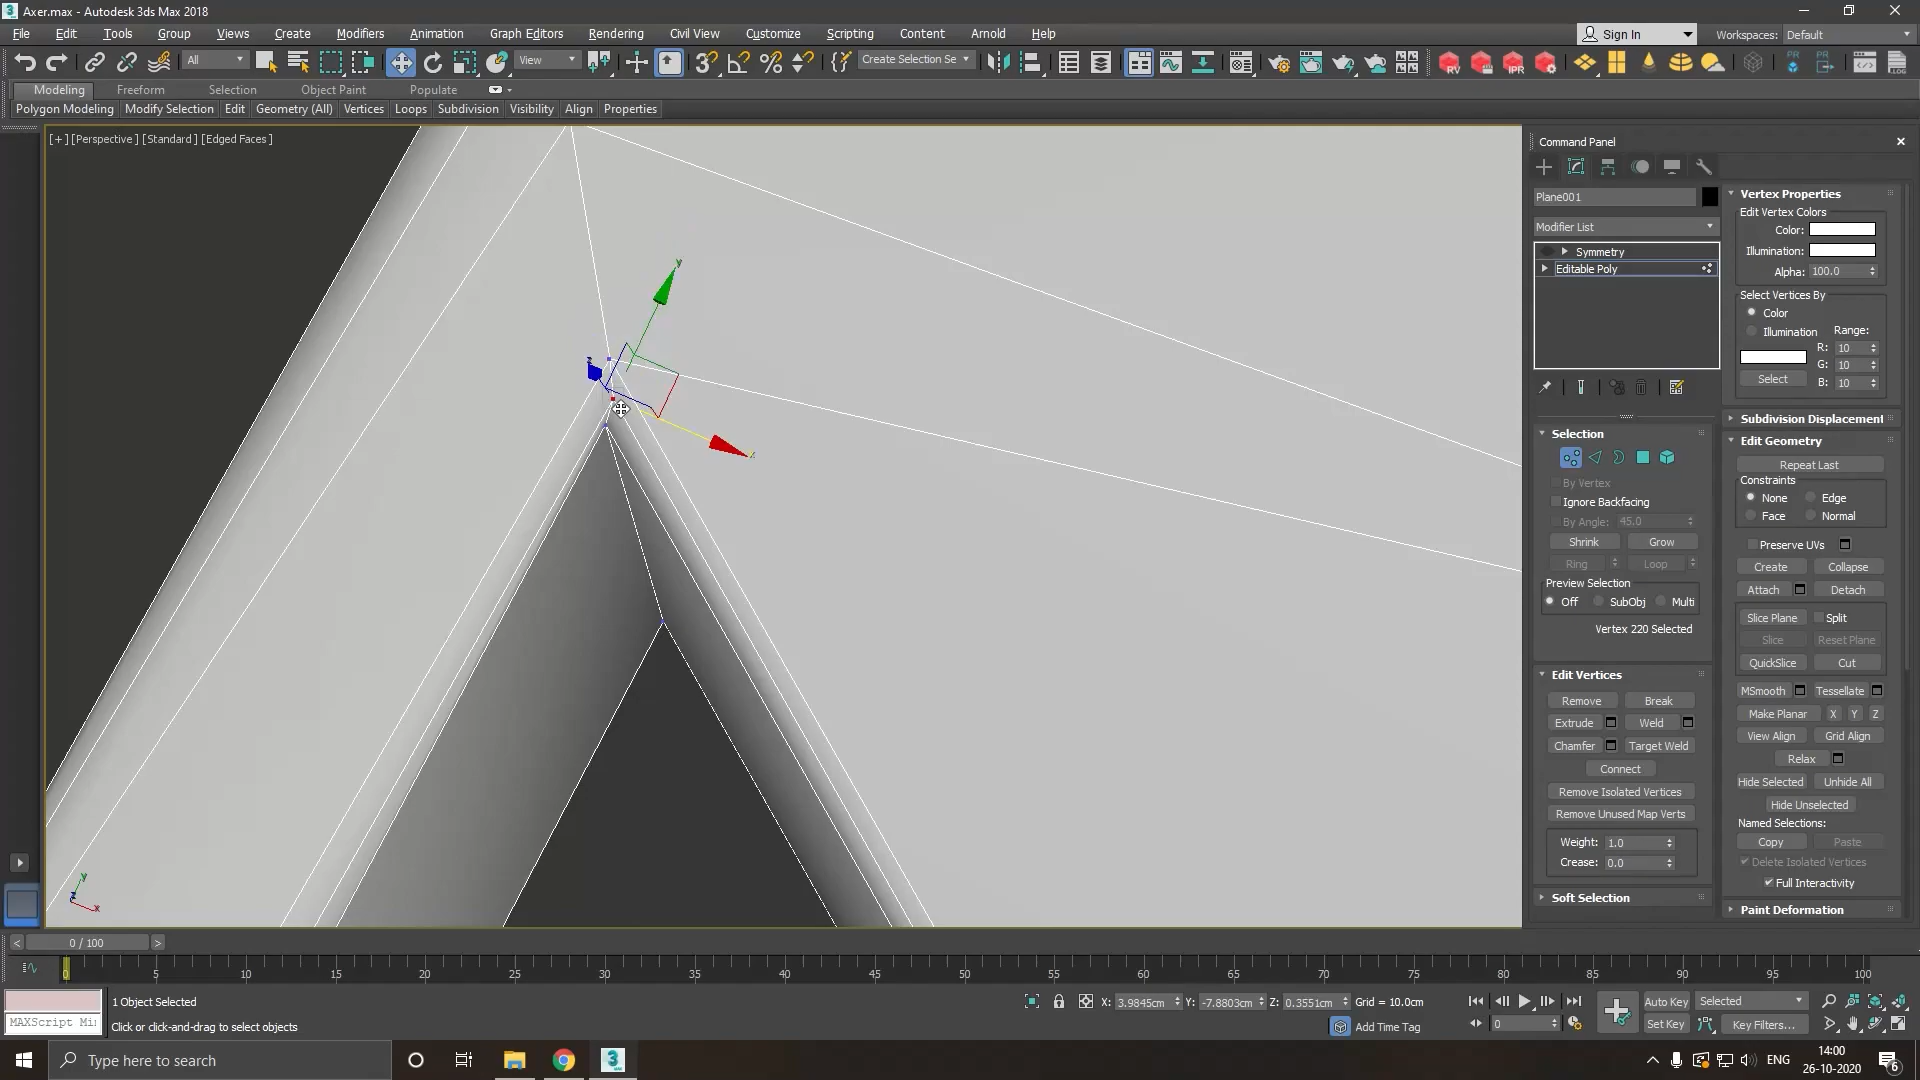 Axer.max - Autodesk 3ds Max 2018
File Edit Tools Group Views Create Modifiers Animation Graph Editors Rendering Civil View Customize Scripting Content Arnold Help
Sign In Workspaces: Default
All View Create Selection Se
Modeling Freeform Selection Object Paint Populate
Polygon Modeling Modify Selection Edit Geometry (All) Vertices Loops Subdivision Visibility Align Properties
[+] [Perspective] [Standard] [Edged Faces]
y
z
x
y
z
x
Command Panel
Plane001
Modifier List
Symmetry
Editable Poly
Selection
By Vertex
Ignore Backfacing
By Angle: 45.0
Shrink Grow
Ring Loop
Preview Selection
Off SubObj Multi
Vertex 220 Selected
Edit Vertices
Remove Break
Extrude Weld
Chamfer Target Weld
Connect
Remove Isolated Vertices
Remove Unused Map Verts
Weight: 1.0
Crease: 0.0
Soft Selection
Vertex Properties
Edit Vertex Colors
Color:
Illumination:
Alpha: 100.0
Select Vertices By
Color
Illumination Range:
R: 10
G: 10
B: 10
Select
Subdivision Displacement
Edit Geometry
Repeat Last
Constraints
None Edge
Face Normal
Preserve UVs
Create Collapse
Attach Detach
Slice Plane Split
Slice Reset Plane
QuickSlice Cut
MSmooth Tessellate
Make Planar X Y Z
View Align Grid Align
Relax
Hide Selected Unhide All
Hide Unselected
Named Selections:
Copy Paste
Delete Isolated Vertices
Full Interactivity
Paint Deformation
< 0 / 100 >
0 5 10 15 20 25 30 35 40 45 50 55 60 65 70 75 80 85 90 95 100
1 Object Selected
X: 3.9845cm Y: -7.8803cm Z: 0.3551cm Grid = 10.0cm
Auto Key Selected
MAXScript Mi
Click or click-and-drag to select objects
Add Time Tag
0
Set Key Key Filters...
Type here to search
ENG
14:00
26-10-2020
6